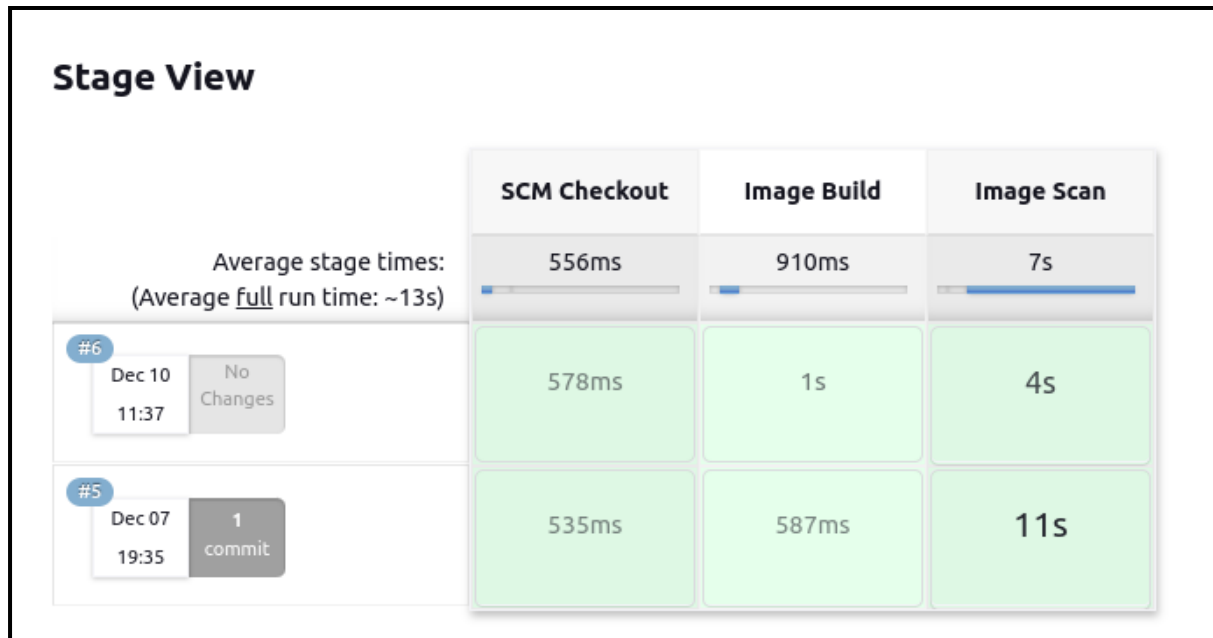 Stage View
SCM Checkout Image Build Image Scan
Average stage times: 556ms 910ms 7s
(Average full run time: ~13s)
#6
Dec 10 No
Changes
11:37
578ms 1s 4s
#5
Dec 07 1
commit
19:35
535ms 587ms 11s